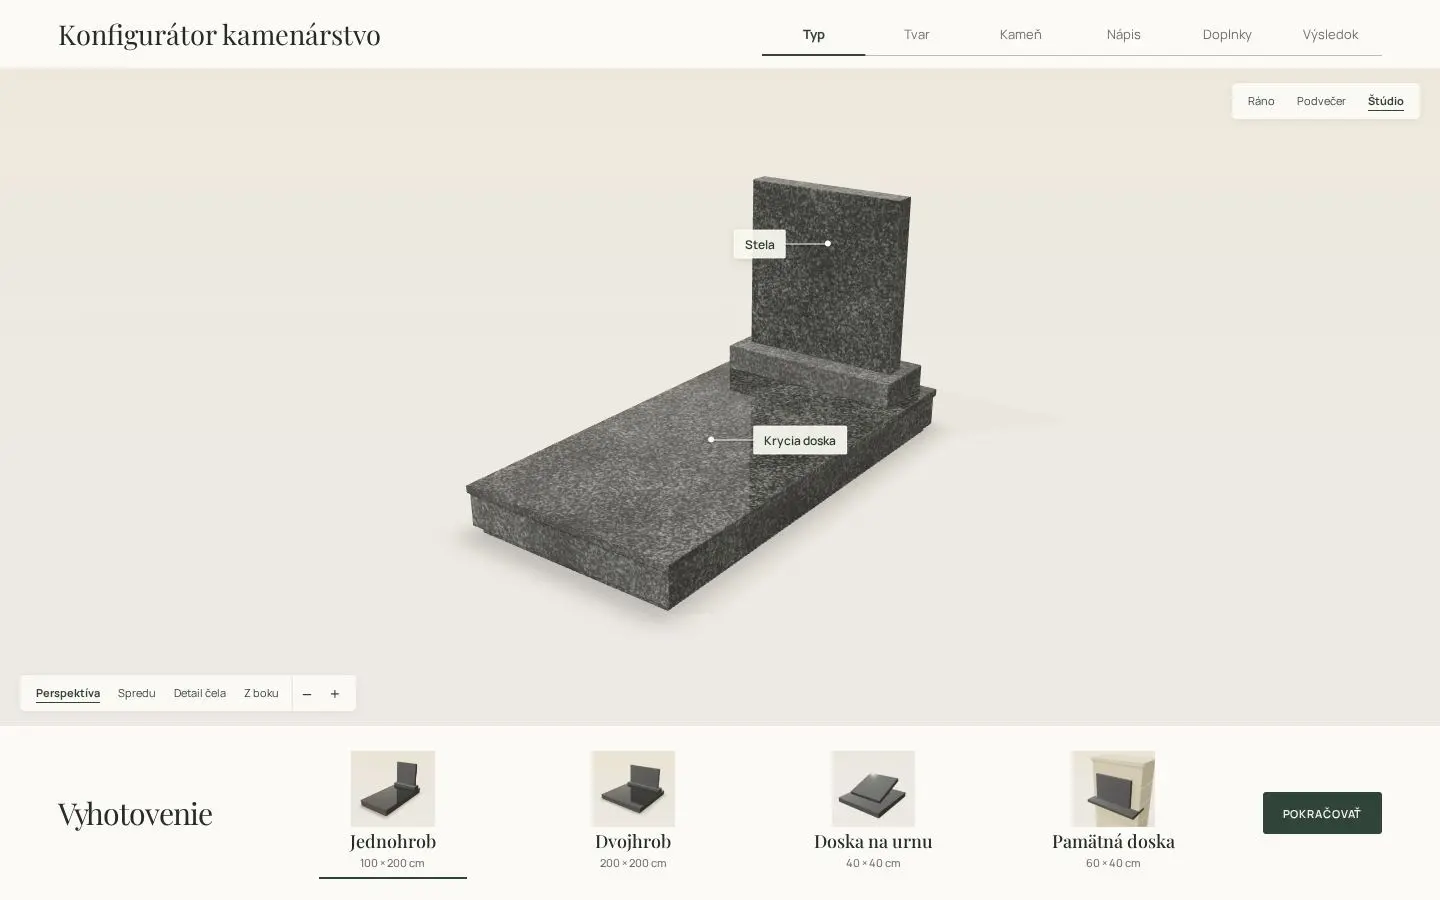 Konfigurátor kamenárstvo
Typ
Tvar
Kameň
Nápis
Doplnky
Výsledok
Ráno
Podvečer
Štúdio
Stela
Krycia doska
Perspektíva
Spredu
Detail čela
Z boku
–
+
Vyhotovenie
Jednohrob
100 × 200 cm
Dvojhrob
200 × 200 cm
Doska na urnu
40 × 40 cm
Pamätná doska
60 × 40 cm
POKRAČOVAŤ